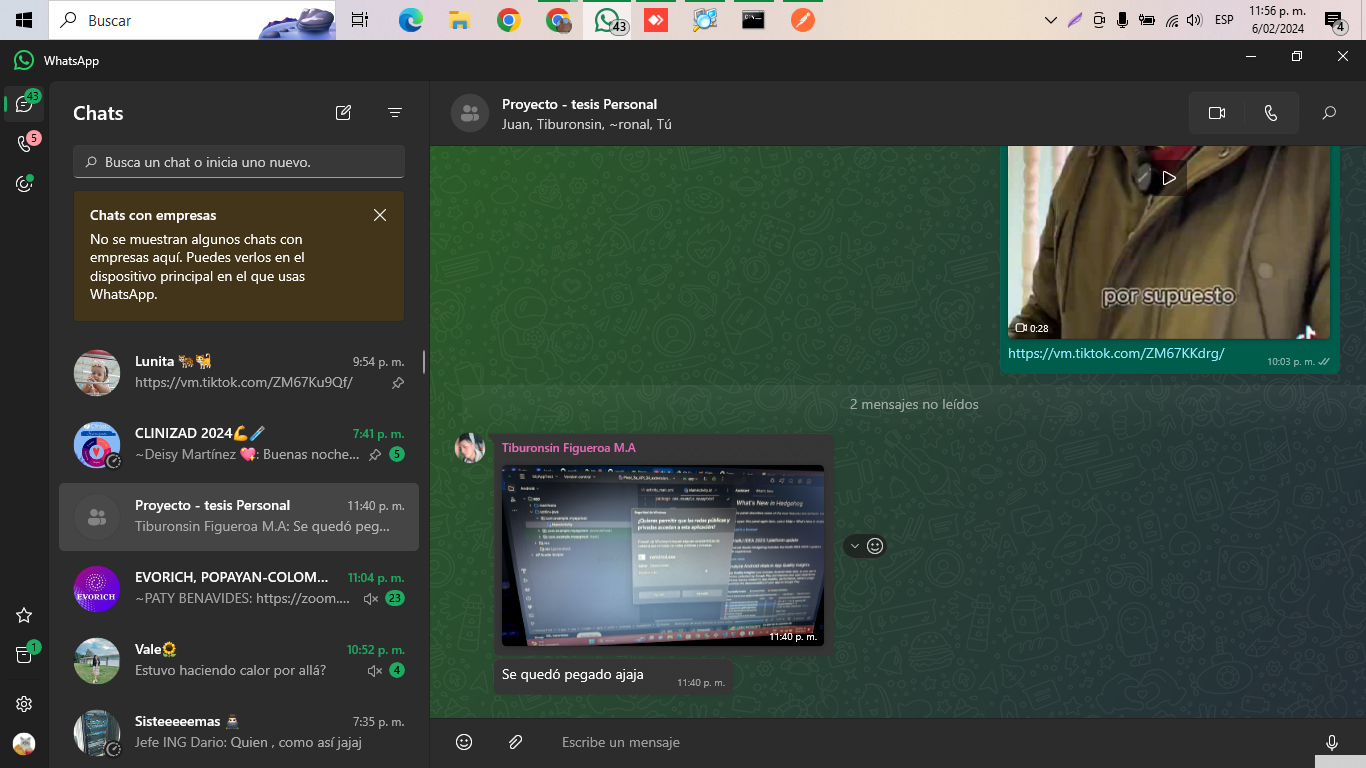 Buscar
43
ESP
11:56 p. m.
6/02/2024
4
WhatsApp
43
5
1
Chats
Busca un chat o inicia uno nuevo.
Chats con empresas
No se muestran algunos chats con
empresas aquí. Puedes verlos en el
dispositivo principal en el que usas
WhatsApp.
Lunita 🐅🐈
9:54 p. m.
https://vm.tiktok.com/ZM67Ku9Qf/
CLINIZAD 2024💪🧪
7:41 p. m.
~Deisy Martínez 💖: Buenas noche...
5
Proyecto - tesis Personal
11:40 p. m.
Tiburonsin Figueroa M.A: Se quedó peg...
EVORICH
EVORICH, POPAYAN-COLOM...
11:04 p. m.
~PATY BENAVIDES: https://zoom....
23
Vale🌻
10:52 p. m.
Estuvo haciendo calor por allá?
4
Sisteeeeemas
7:35 p. m.
Jefe ING Dario: Quien , como así jajaj
Proyecto - tesis Personal
Juan, Tiburonsin, ~ronal, Tú
por supuesto
0:28
https://vm.tiktok.com/ZM67KKdrg/
10:03 p. m.
2 mensajes no leídos
Tiburonsin Figueroa M.A
What's New in Hedgehog
¿Quieres permitir que las redes públicas y
privadas accedan a esta aplicación?
11:40 p. m.
Se quedó pegado ajaja
11:40 p. m.
Escribe un mensaje